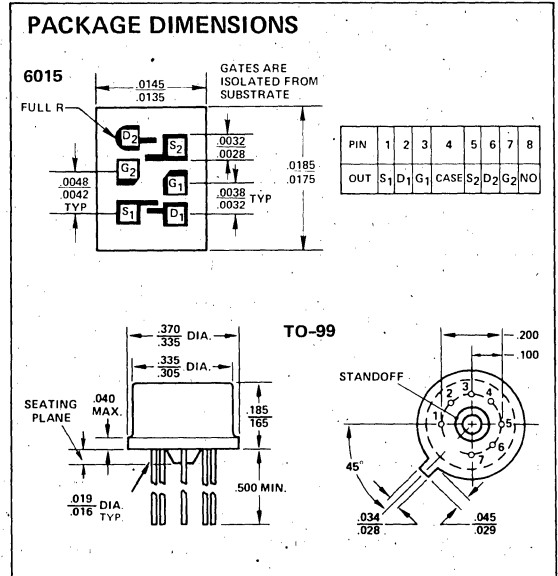 PACKAGE DIMENSIONS
6015
.0145
.0135
GATES ARE
ISOLATED FROM
SUBSTRATE
FULL R
D2
S2
.0032
.0028
G2
G1
.0185
.0175
.0048
.0042
TYP
.0038
.0032
TYP
S1
D1
PIN 1 2 3 4 5 6 7 8
OUT S1 D1 G1 CASE S2 D2 G2 NO
TO-99
.370
.335
DIA.
.335
.305
DIA.
.040
MAX.
SEATING
PLANE
.185
165
.500 MIN.
.019
.016
DIA.
TYP.
.200
.100
STANDOFF
1
2
3
4
5
6
7
45°
.034
.028
.045
.029